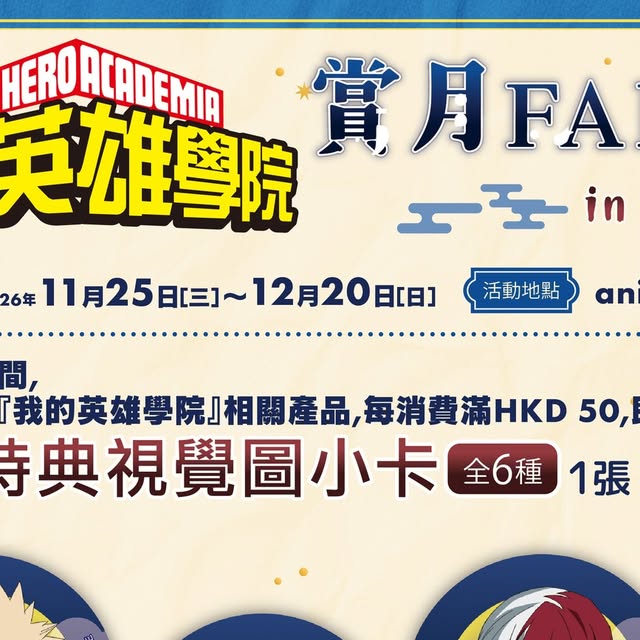 HERO ACADEMIA
英雄學院
賞月FA
in
26年11月25日[三]~12月20日[日]
活動地點
ani
間,
『我的英雄學院』相關產品,每消費滿HKD 50,
特典視覺圖小卡
全6種
1張